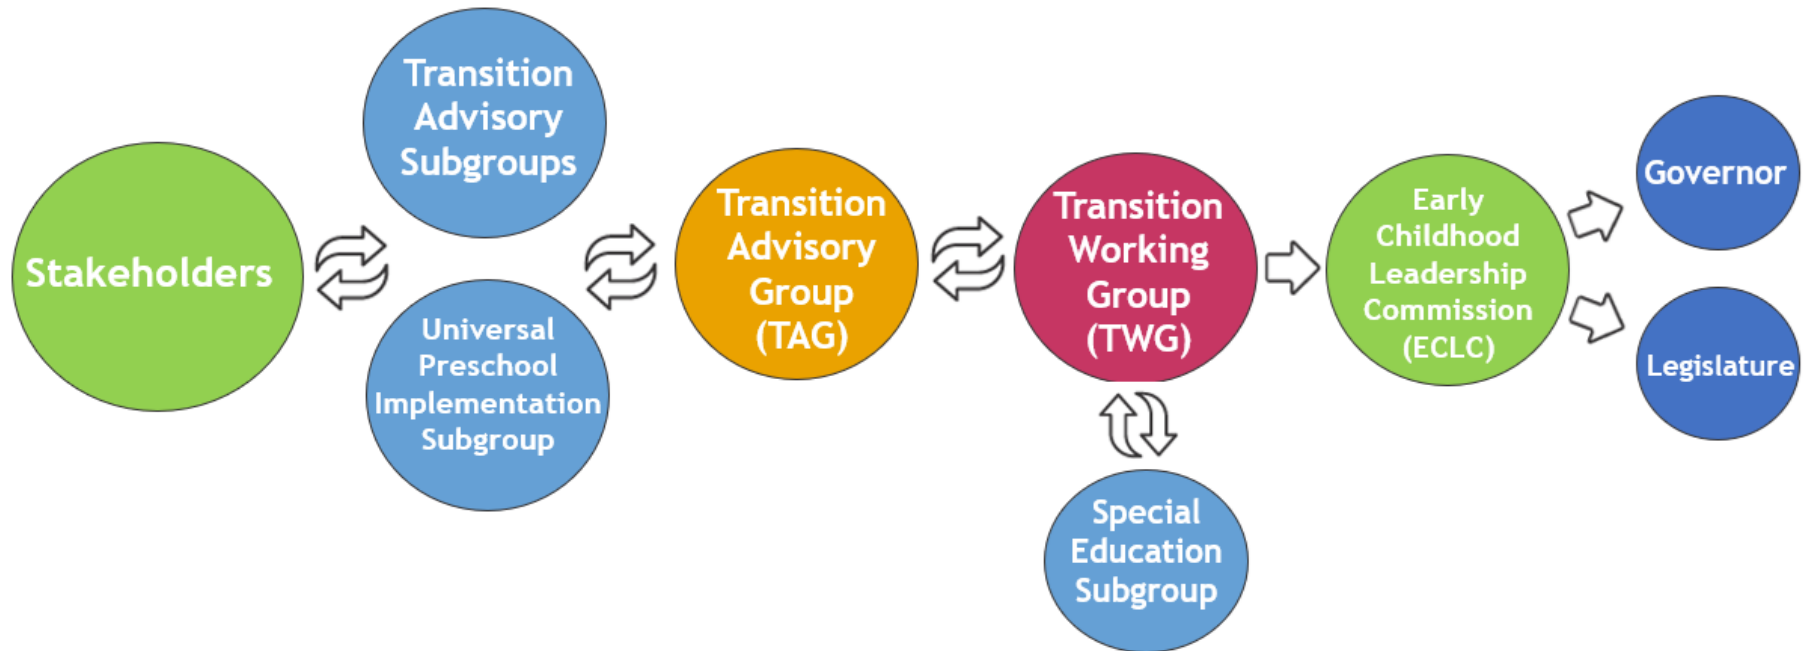 Stakeholders
Transition
Advisory
Subgroups
Universal
Preschool
Implementation
Subgroup
Transition
Advisory
Group
(TAG)
Transition
Working
Group
(TWG)
Special
Education
Subgroup
Early
Childhood
Leadership
Commission
(ECLC)
Governor
Legislature